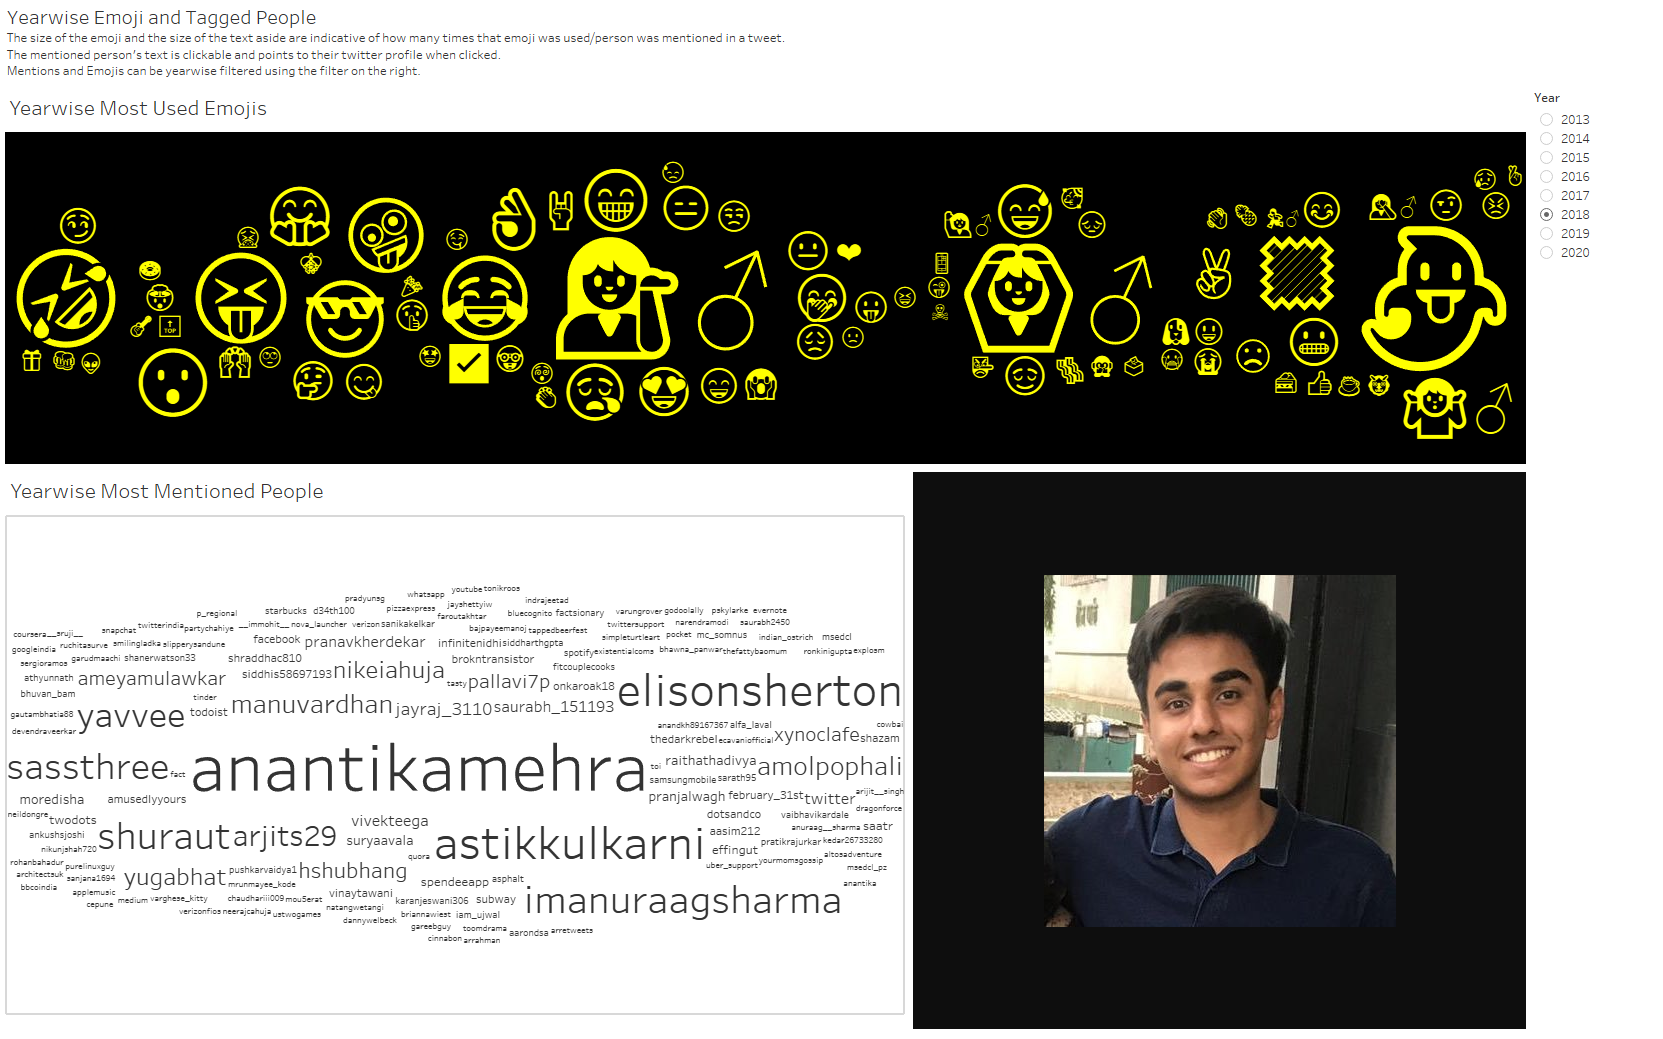 Yearwise Emoji and Tagged People
The size of the emoji and the size of the text aside are indicative of how many times that emoji was used/person was mentioned in a tweet.
The mentioned person's text is clickable and points to their twitter profile when clicked.
Mentions and Emojis can be yearwise filtered using the filter on the right.
Yearwise Most Used Emojis
Year
2013
2014
2015
2016
2017
2018
2019
2020
TOP
Yearwise Most Mentioned People
youtube tonikroos
pradyunsg whatsapp indrajeetad
p_regional starbucks d34th100 pizzaexpress jayshettyiw bluecognito factsionary varungrover godoolally pskylarke evernote
snapchat twitterindia partychahiye __immohit__ nova_launcher verizon sanikakelkar faroutakhtar bajpayeemanoj tappedbeerfest twittersupport narendramodi saurabh2450
coursera__sruji__ googleindia ruchitasurve smilingladka slipperysandune facebook pranavkherdekar infinitenidhi siddharthgpta simpleturtleart pocket mc_somnus indian_ostrich msedcl
sergioramos garudmaachi shanerwatson33 shraddhac810 brokntransistor spotify existentialcoms bhawna_panwar thefattybaomum ronkinigupta explosm
athyunnath ameyamulawkar siddhis58697193 nikeiahuja tasty pallavi7p onkaroak18 fitcouplecooks elisonsherton
bhuvan_bam tinder
gautambhatia88 yavvee todoist manuvardhan jayraj_3110 saurabh_151193
devendraveerkar anandkh89167367 alfa_laval cowbai
thedarkrebel ecavaniofficial xynoclafe shazam
sassthree fact anantikamehra toi raithathadivya amolpophali
samsungmobile sarath95
moredisha amusedlyyours pranjalwagh february_31st twitter arijit__singh
neildongre twodots vivekteega dotsandco vaibhavikardale dragonforce
ankushsjoshi shuraut arjits29 suryaavala astikkulkarni aasim212 anuraag__sharma saatr
nikunjshah720 quora effingut pratikrajurkar kedar26733280
rohanbahadur purelinuxguy pushkarvaidya1 hshubhang uber_support yourmomsgossip altosadventure
architectsuk sanjana1694 yugabhat mrunmayee_kode spendeeapp asphalt msedcl_pz
bbcoindia applemusic vinaytawani anantika
cepune medium varghese_kitty chaudhariii009 mou5erat karanjeswani306 subway imanuraagsharma
verizonfios neerajcahuja ustwogames natangwetangi briannawiest iam_ujwal
dannywelbeck gareebguy toomdrama aarondsa arretweets
cinnabon arrahman